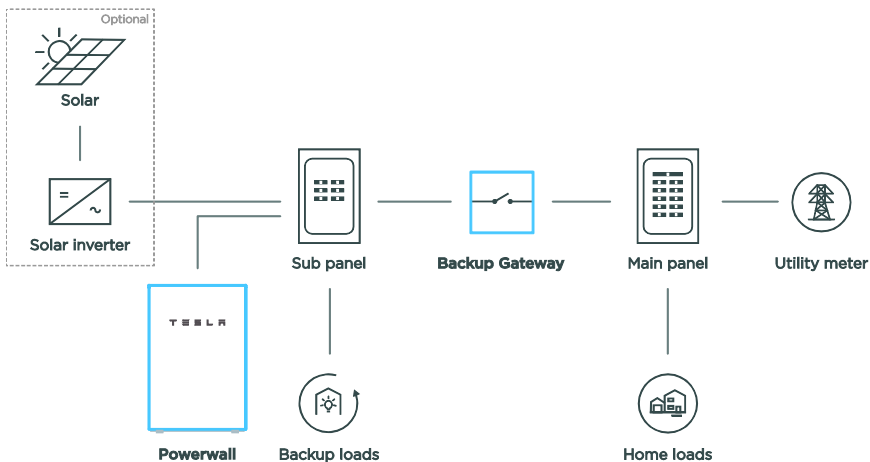 Optional
Solar
Solar inverter
Sub panel
Backup Gateway
Main panel
Utility meter
TESLA
Powerwall
Backup loads
Home loads